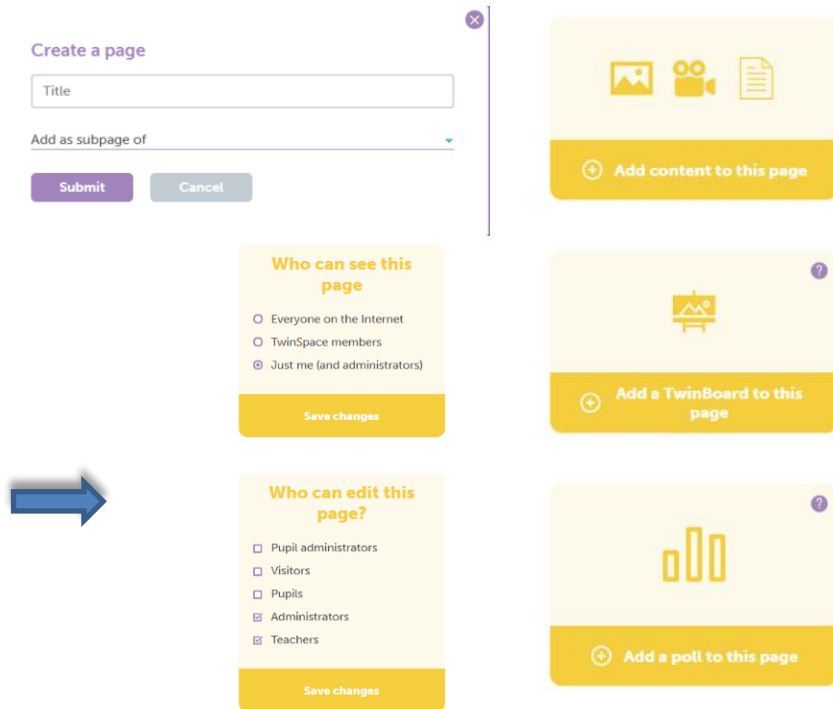 Create a page
Title
Add as subpage of
Submit
Cancel
Add content to this page
Who can see this
page
Everyone on the Internet
TwinSpace members
Just me (and administrators)
Save changes
?
Add a TwinBoard to this
page
Who can edit this
page?
Pupil administrators
Visitors
Pupils
Administrators
Teachers
Save changes
?
Add a poll to this page